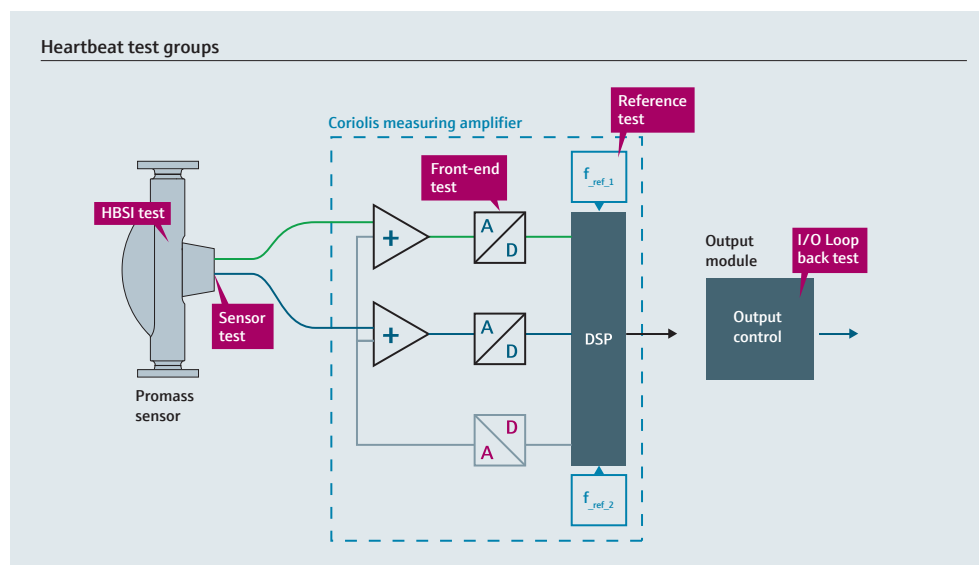 Heartbeat test groups
Reference
test
Coriolis measuring amplifier
Front-end
test
f_ref_1
HBSI test
A
D
+
Output
module
I/O Loop
back test
Sensor
test
+
A
D
DSP
Output
control
Promass
sensor
D
A
f_ref_2